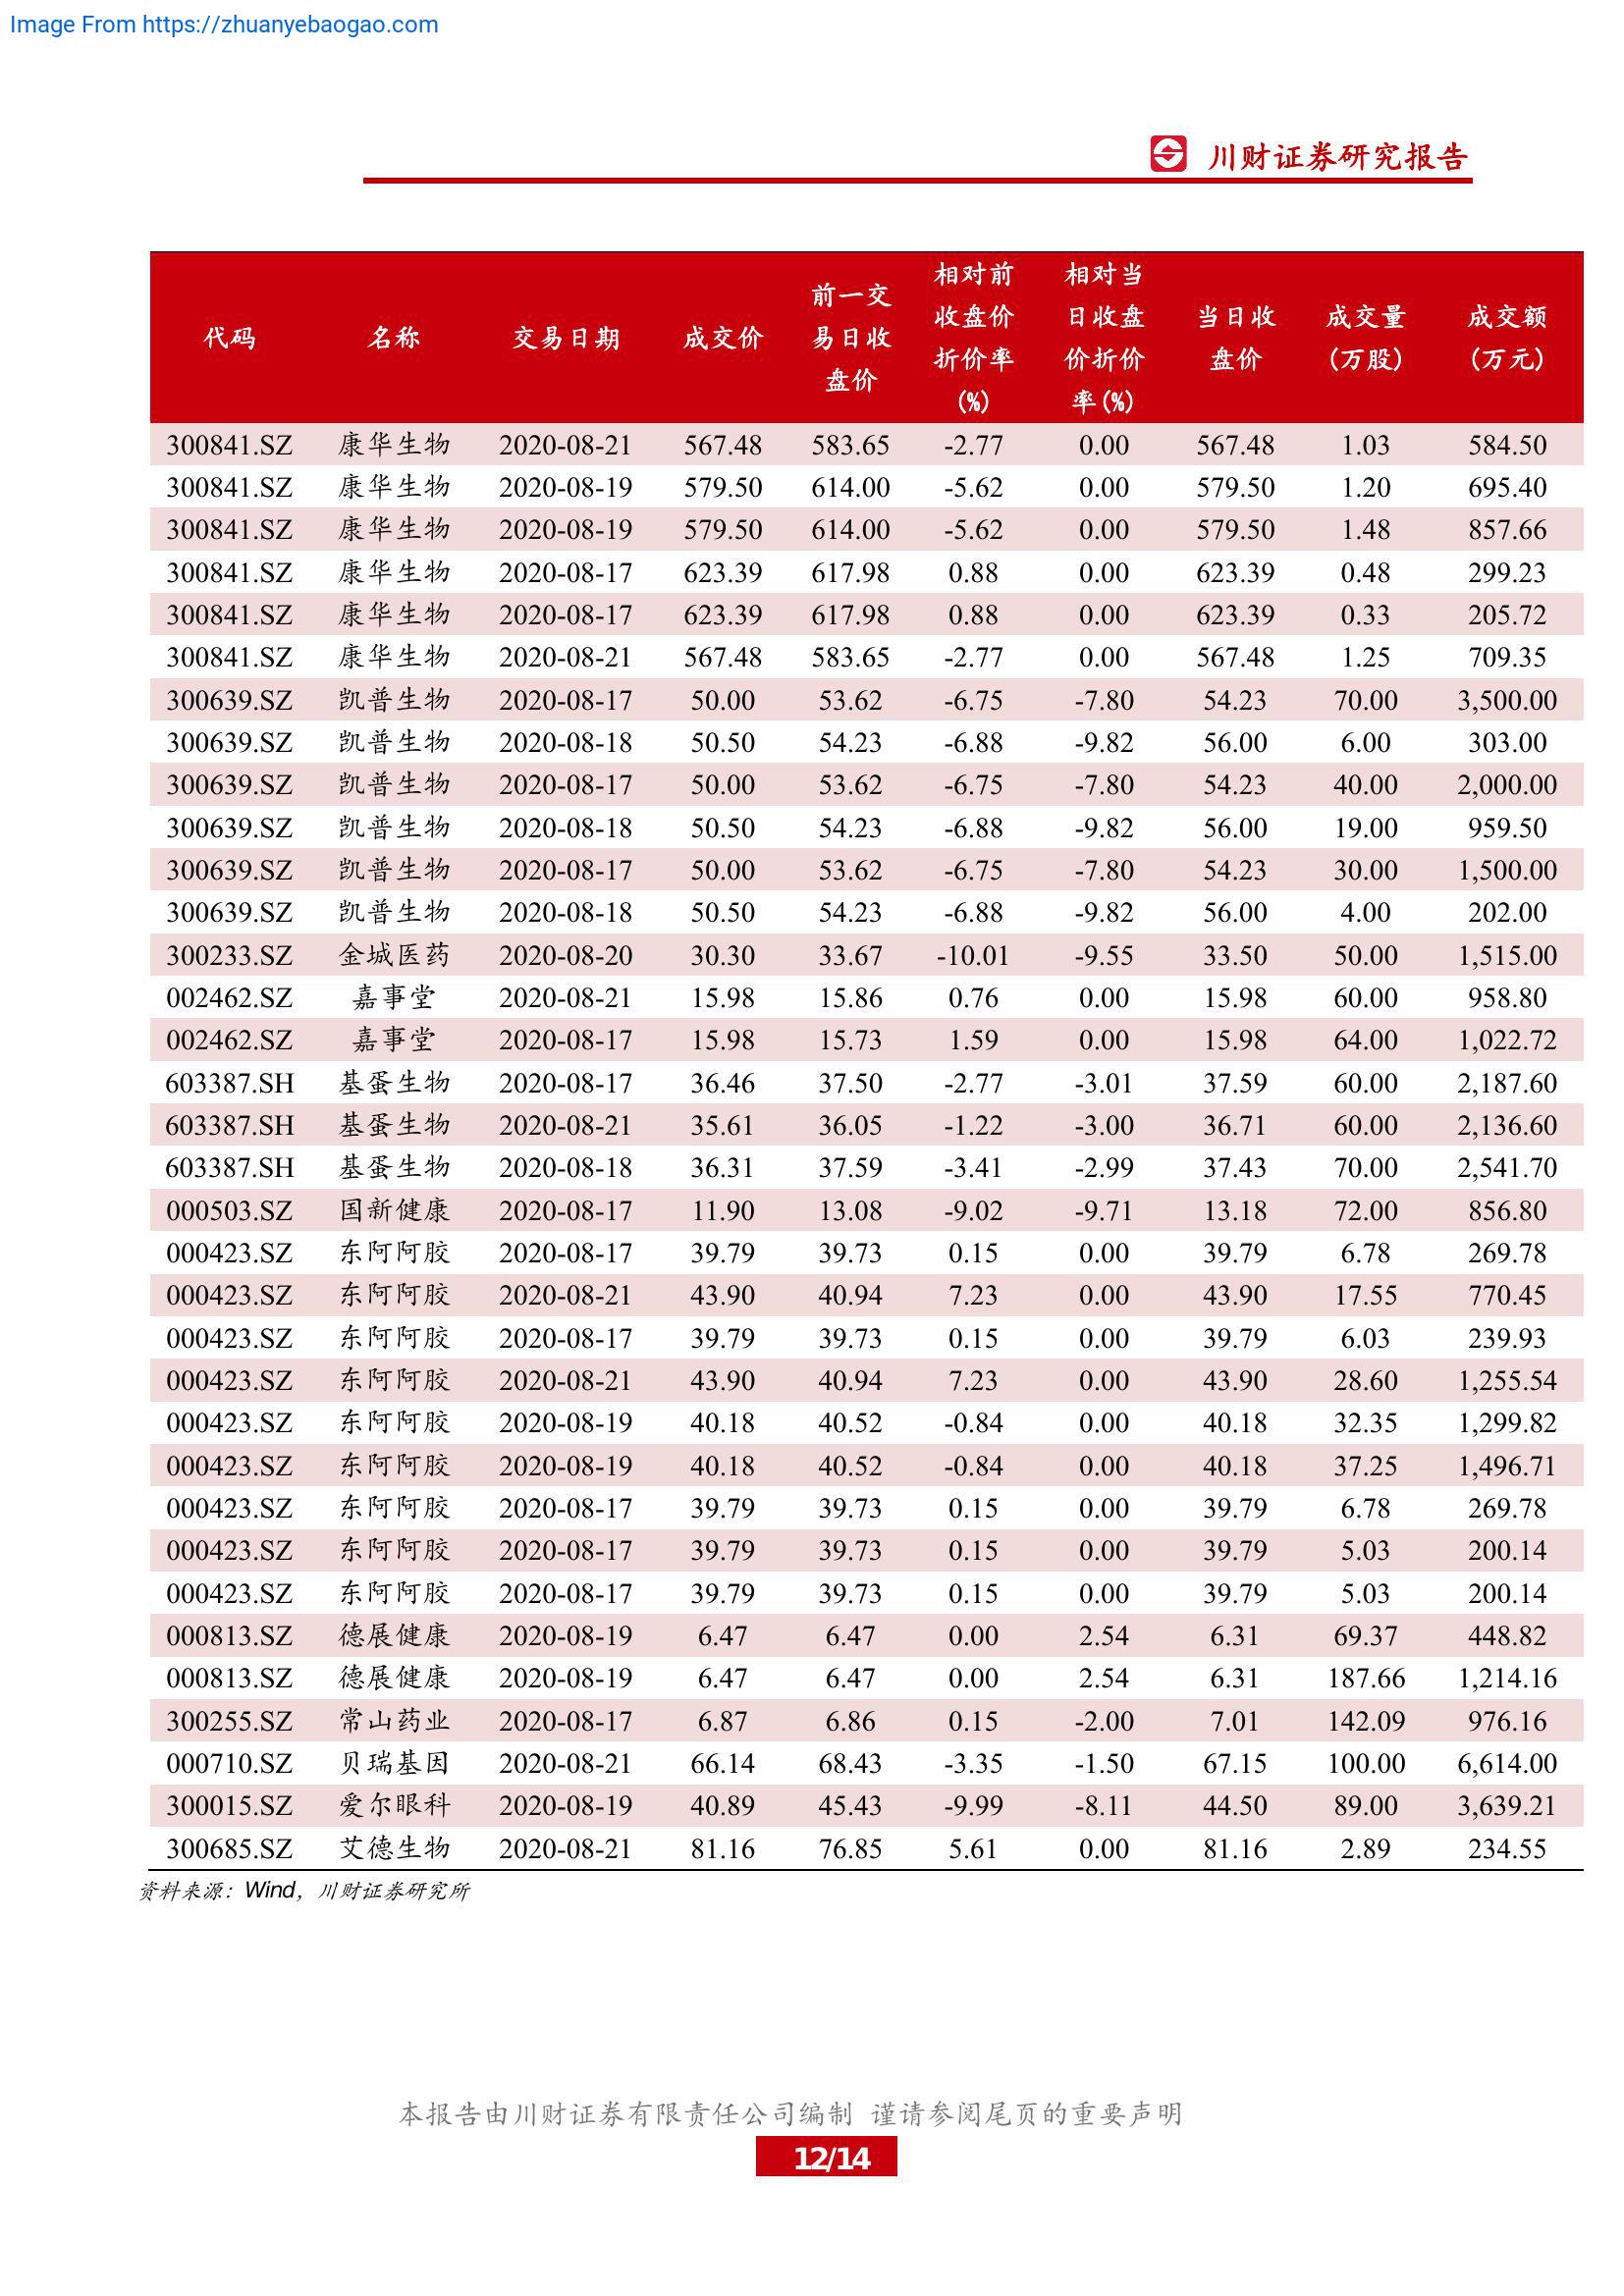 Image From https://zhuanyebaogao.com
川财证券研究报告
代码 名称 交易日期 成交价 前一交易日收盘价 相对前收盘价折价率(%) 相对当日收盘价折价率(%) 当日收盘价 成交量(万股) 成交额(万元)
300841.SZ 康华生物 2020-08-21 567.48 583.65 -2.77 0.00 567.48 1.03 584.50
300841.SZ 康华生物 2020-08-19 579.50 614.00 -5.62 0.00 579.50 1.20 695.40
300841.SZ 康华生物 2020-08-19 579.50 614.00 -5.62 0.00 579.50 1.48 857.66
300841.SZ 康华生物 2020-08-17 623.39 617.98 0.88 0.00 623.39 0.48 299.23
300841.SZ 康华生物 2020-08-17 623.39 617.98 0.88 0.00 623.39 0.33 205.72
300841.SZ 康华生物 2020-08-21 567.48 583.65 -2.77 0.00 567.48 1.25 709.35
300639.SZ 凯普生物 2020-08-17 50.00 53.62 -6.75 -7.80 54.23 70.00 3,500.00
300639.SZ 凯普生物 2020-08-18 50.50 54.23 -6.88 -9.82 56.00 6.00 303.00
300639.SZ 凯普生物 2020-08-17 50.00 53.62 -6.75 -7.80 54.23 40.00 2,000.00
300639.SZ 凯普生物 2020-08-18 50.50 54.23 -6.88 -9.82 56.00 19.00 959.50
300639.SZ 凯普生物 2020-08-17 50.00 53.62 -6.75 -7.80 54.23 30.00 1,500.00
300639.SZ 凯普生物 2020-08-18 50.50 54.23 -6.88 -9.82 56.00 4.00 202.00
300233.SZ 金城医药 2020-08-20 30.30 33.67 -10.01 -9.55 33.50 50.00 1,515.00
002462.SZ 嘉事堂 2020-08-21 15.98 15.86 0.76 0.00 15.98 60.00 958.80
002462.SZ 嘉事堂 2020-08-17 15.98 15.73 1.59 0.00 15.98 64.00 1,022.72
603387.SH 基蛋生物 2020-08-17 36.46 37.50 -2.77 -3.01 37.59 60.00 2,187.60
603387.SH 基蛋生物 2020-08-21 35.61 36.05 -1.22 -3.00 36.71 60.00 2,136.60
603387.SH 基蛋生物 2020-08-18 36.31 37.59 -3.41 -2.99 37.43 70.00 2,541.70
000503.SZ 国新健康 2020-08-17 11.90 13.08 -9.02 -9.71 13.18 72.00 856.80
000423.SZ 东阿阿胶 2020-08-17 39.79 39.73 0.15 0.00 39.79 6.78 269.78
000423.SZ 东阿阿胶 2020-08-21 43.90 40.94 7.23 0.00 43.90 17.55 770.45
000423.SZ 东阿阿胶 2020-08-17 39.79 39.73 0.15 0.00 39.79 6.03 239.93
000423.SZ 东阿阿胶 2020-08-21 43.90 40.94 7.23 0.00 43.90 28.60 1,255.54
000423.SZ 东阿阿胶 2020-08-19 40.18 40.52 -0.84 0.00 40.18 32.35 1,299.82
000423.SZ 东阿阿胶 2020-08-19 40.18 40.52 -0.84 0.00 40.18 37.25 1,496.71
000423.SZ 东阿阿胶 2020-08-17 39.79 39.73 0.15 0.00 39.79 6.78 269.78
000423.SZ 东阿阿胶 2020-08-17 39.79 39.73 0.15 0.00 39.79 5.03 200.14
000423.SZ 东阿阿胶 2020-08-17 39.79 39.73 0.15 0.00 39.79 5.03 200.14
000813.SZ 德展健康 2020-08-19 6.47 6.47 0.00 2.54 6.31 69.37 448.82
000813.SZ 德展健康 2020-08-19 6.47 6.47 0.00 2.54 6.31 187.66 1,214.16
300255.SZ 常山药业 2020-08-17 6.87 6.86 0.15 -2.00 7.01 142.09 976.16
000710.SZ 贝瑞基因 2020-08-21 66.14 68.43 -3.35 -1.50 67.15 100.00 6,614.00
300015.SZ 爱尔眼科 2020-08-19 40.89 45.43 -9.99 -8.11 44.50 89.00 3,639.21
300685.SZ 艾德生物 2020-08-21 81.16 76.85 5.61 0.00 81.16 2.89 234.55
资料来源：Wind，川财证券研究所
本报告由川财证券有限责任公司编制 谨请参阅尾页的重要声明
12/14